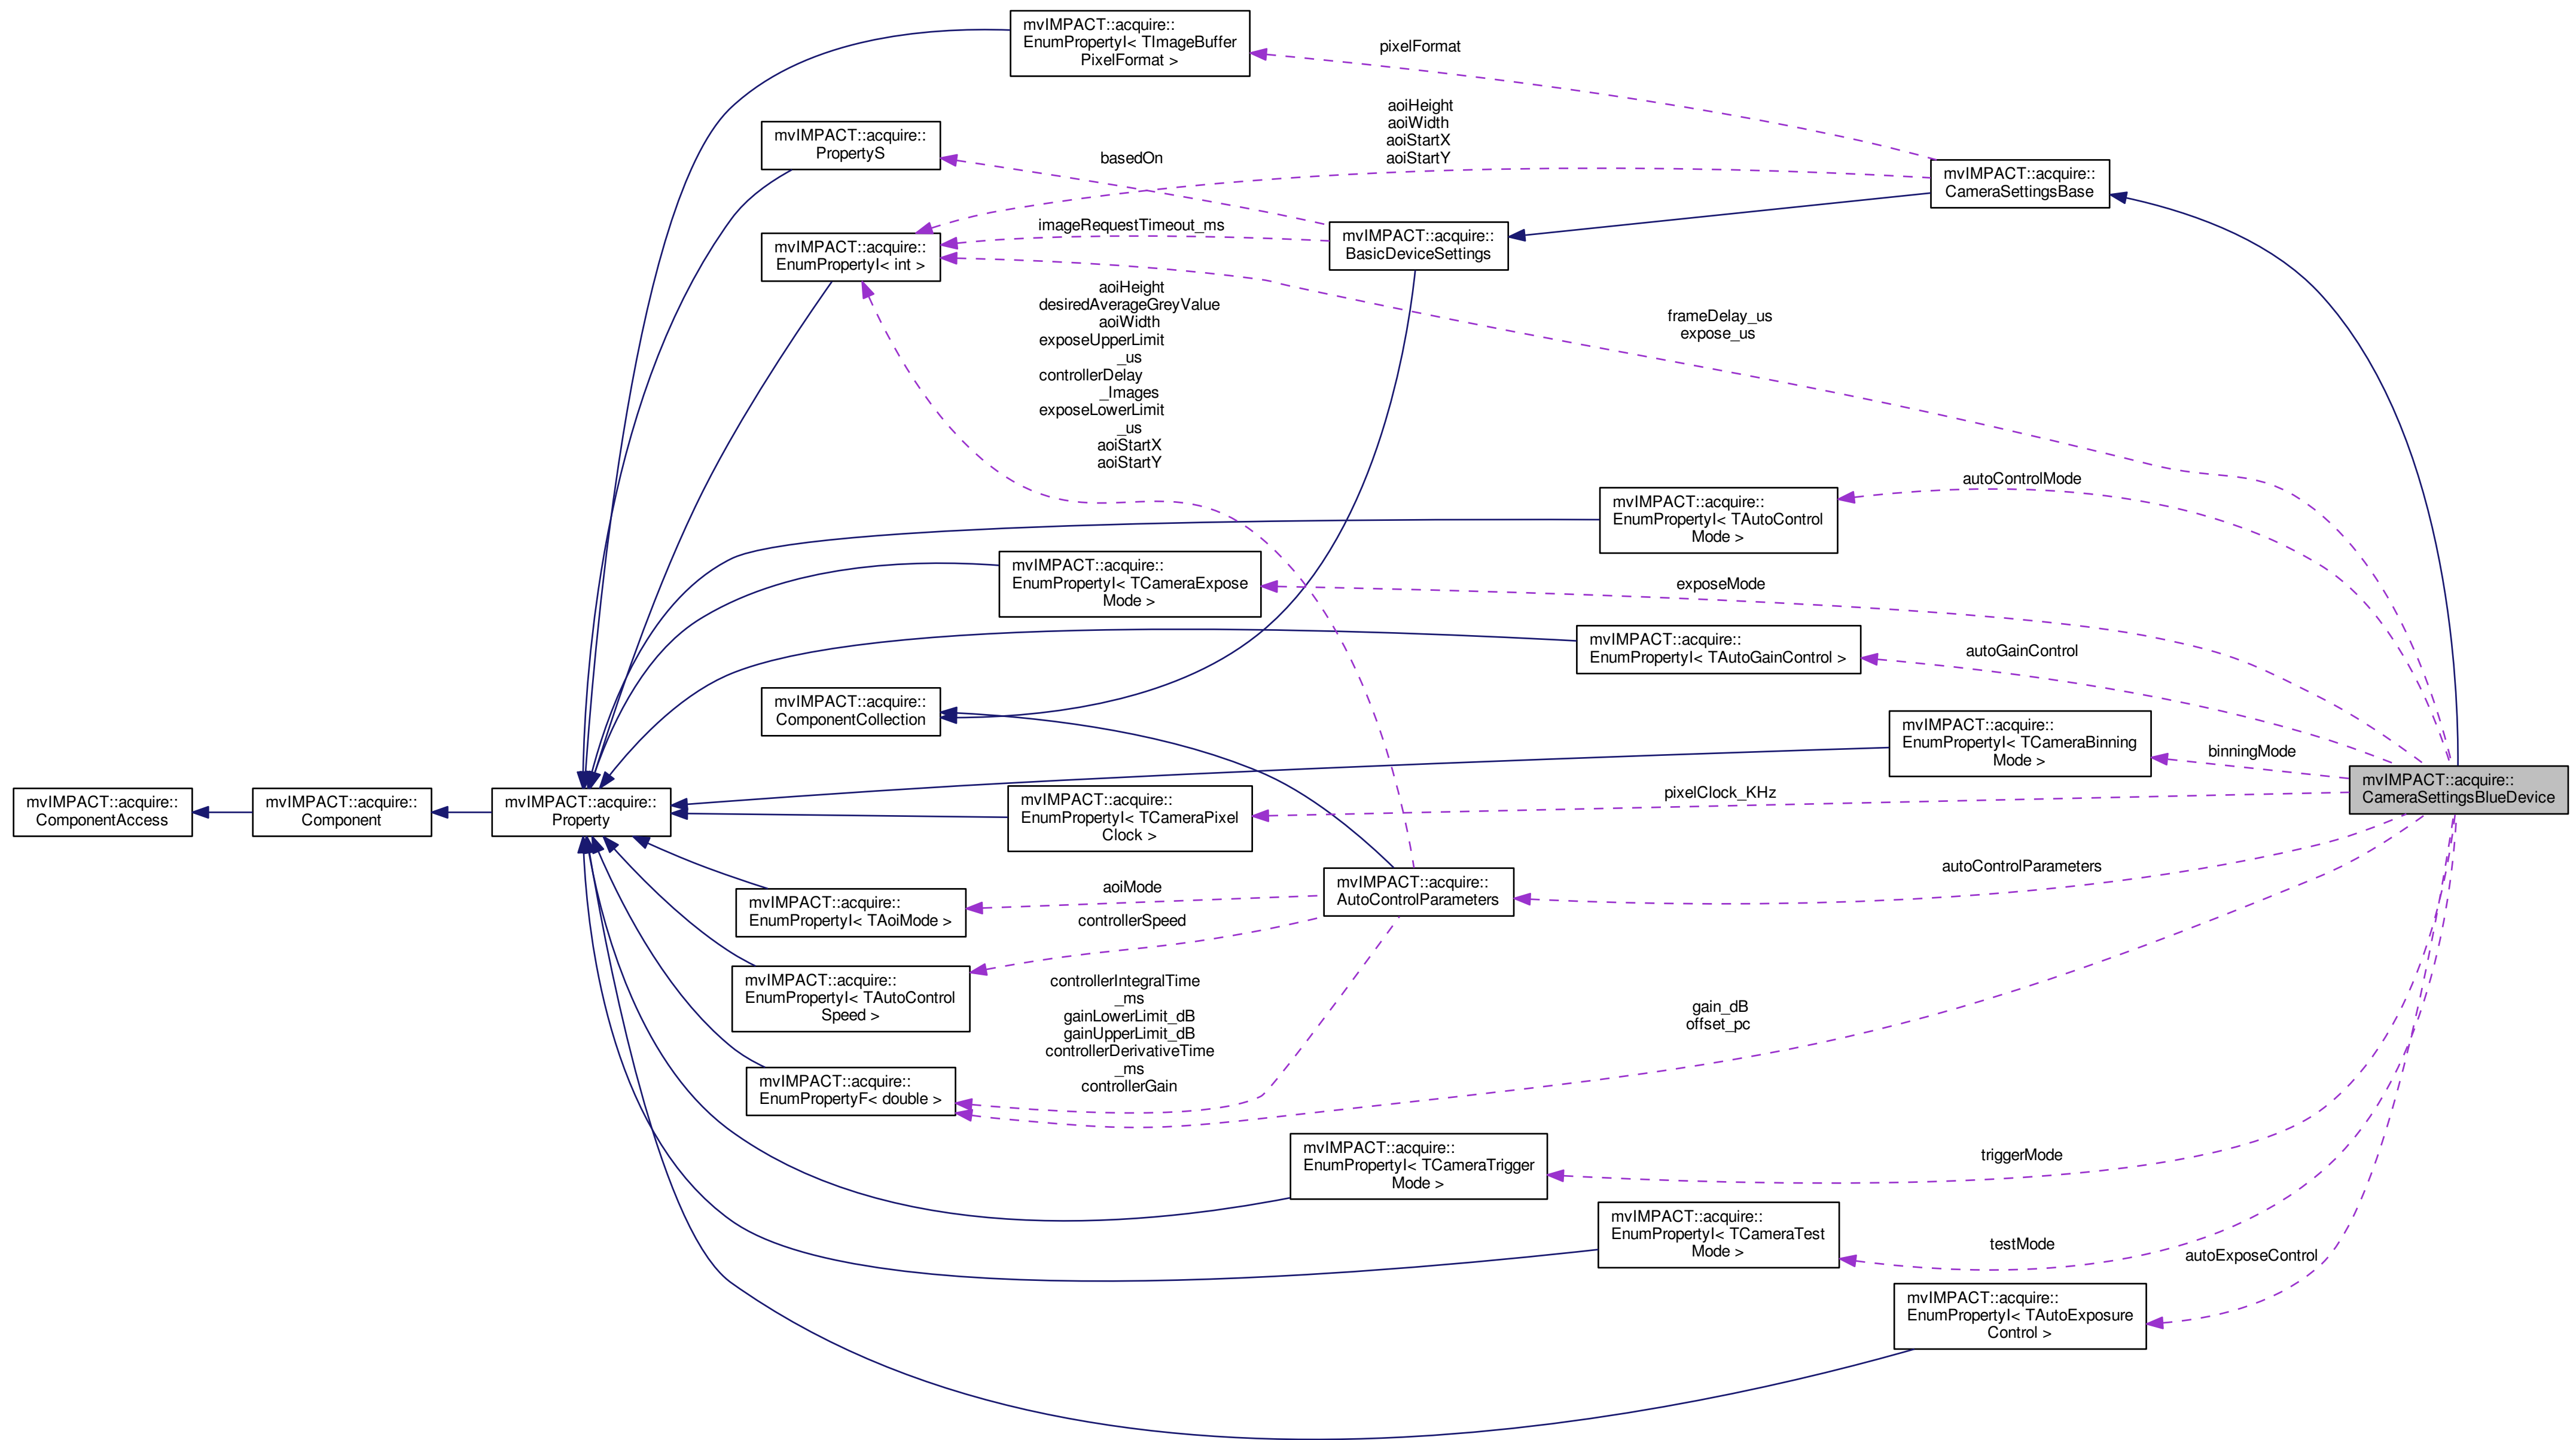 mvIMPACT::acquire::
EnumPropertyI< TImageBuffer
PixelFormat >
pixelFormat
mvIMPACT::acquire::
PropertyS
basedOn
aoiHeight
aoiWidth
aoiStartX
aoiStartY
mvIMPACT::acquire::
CameraSettingsBase
mvIMPACT::acquire::
EnumPropertyI< int >
imageRequestTimeout_ms
mvIMPACT::acquire::
BasicDeviceSettings
aoiHeight
desiredAverageGreyValue
aoiWidth
exposeUpperLimit
_us
controllerDelay
_Images
exposeLowerLimit
_us
aoiStartX
aoiStartY
frameDelay_us
expose_us
mvIMPACT::acquire::
EnumPropertyI< TAutoControl
Mode >
autoControlMode
mvIMPACT::acquire::
EnumPropertyI< TCameraExpose
Mode >
exposeMode
mvIMPACT::acquire::
EnumPropertyI< TAutoGainControl >
autoGainControl
mvIMPACT::acquire::
ComponentCollection
mvIMPACT::acquire::
EnumPropertyI< TCameraBinning
Mode >
binningMode
mvIMPACT::acquire::
CameraSettingsBlueDevice
mvIMPACT::acquire::
ComponentAccess
mvIMPACT::acquire::
Component
mvIMPACT::acquire::
Property
mvIMPACT::acquire::
EnumPropertyI< TCameraPixel
Clock >
pixelClock_KHz
mvIMPACT::acquire::
EnumPropertyI< TAoiMode >
aoiMode
controllerSpeed
mvIMPACT::acquire::
AutoControlParameters
autoControlParameters
mvIMPACT::acquire::
EnumPropertyI< TAutoControl
Speed >
controllerIntegralTime
_ms
gainLowerLimit_dB
gainUpperLimit_dB
controllerDerivativeTime
_ms
controllerGain
gain_dB
offset_pc
mvIMPACT::acquire::
EnumPropertyF< double >
mvIMPACT::acquire::
EnumPropertyI< TCameraTrigger
Mode >
triggerMode
mvIMPACT::acquire::
EnumPropertyI< TCameraTest
Mode >
testMode
autoExposeControl
mvIMPACT::acquire::
EnumPropertyI< TAutoExposure
Control >